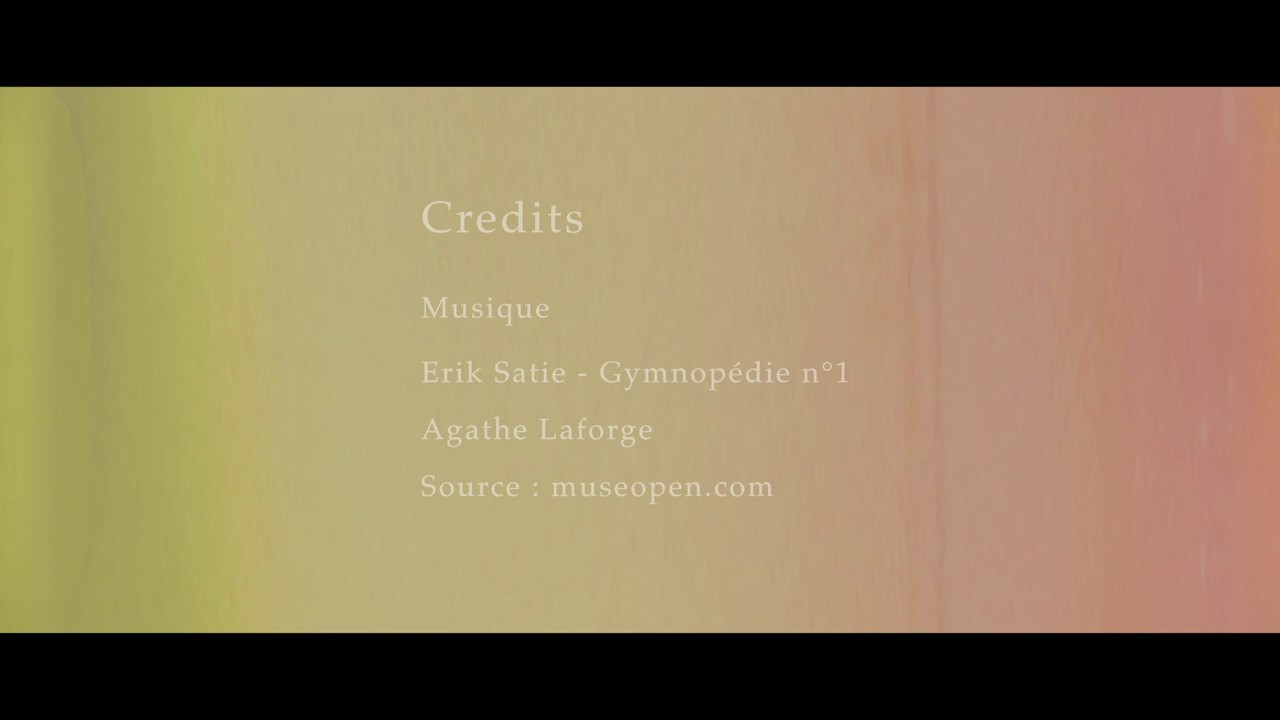 Credits
Musique
Erik Satie - Gymnopédie n°1
Agathe Laforge
Source : museopen.com